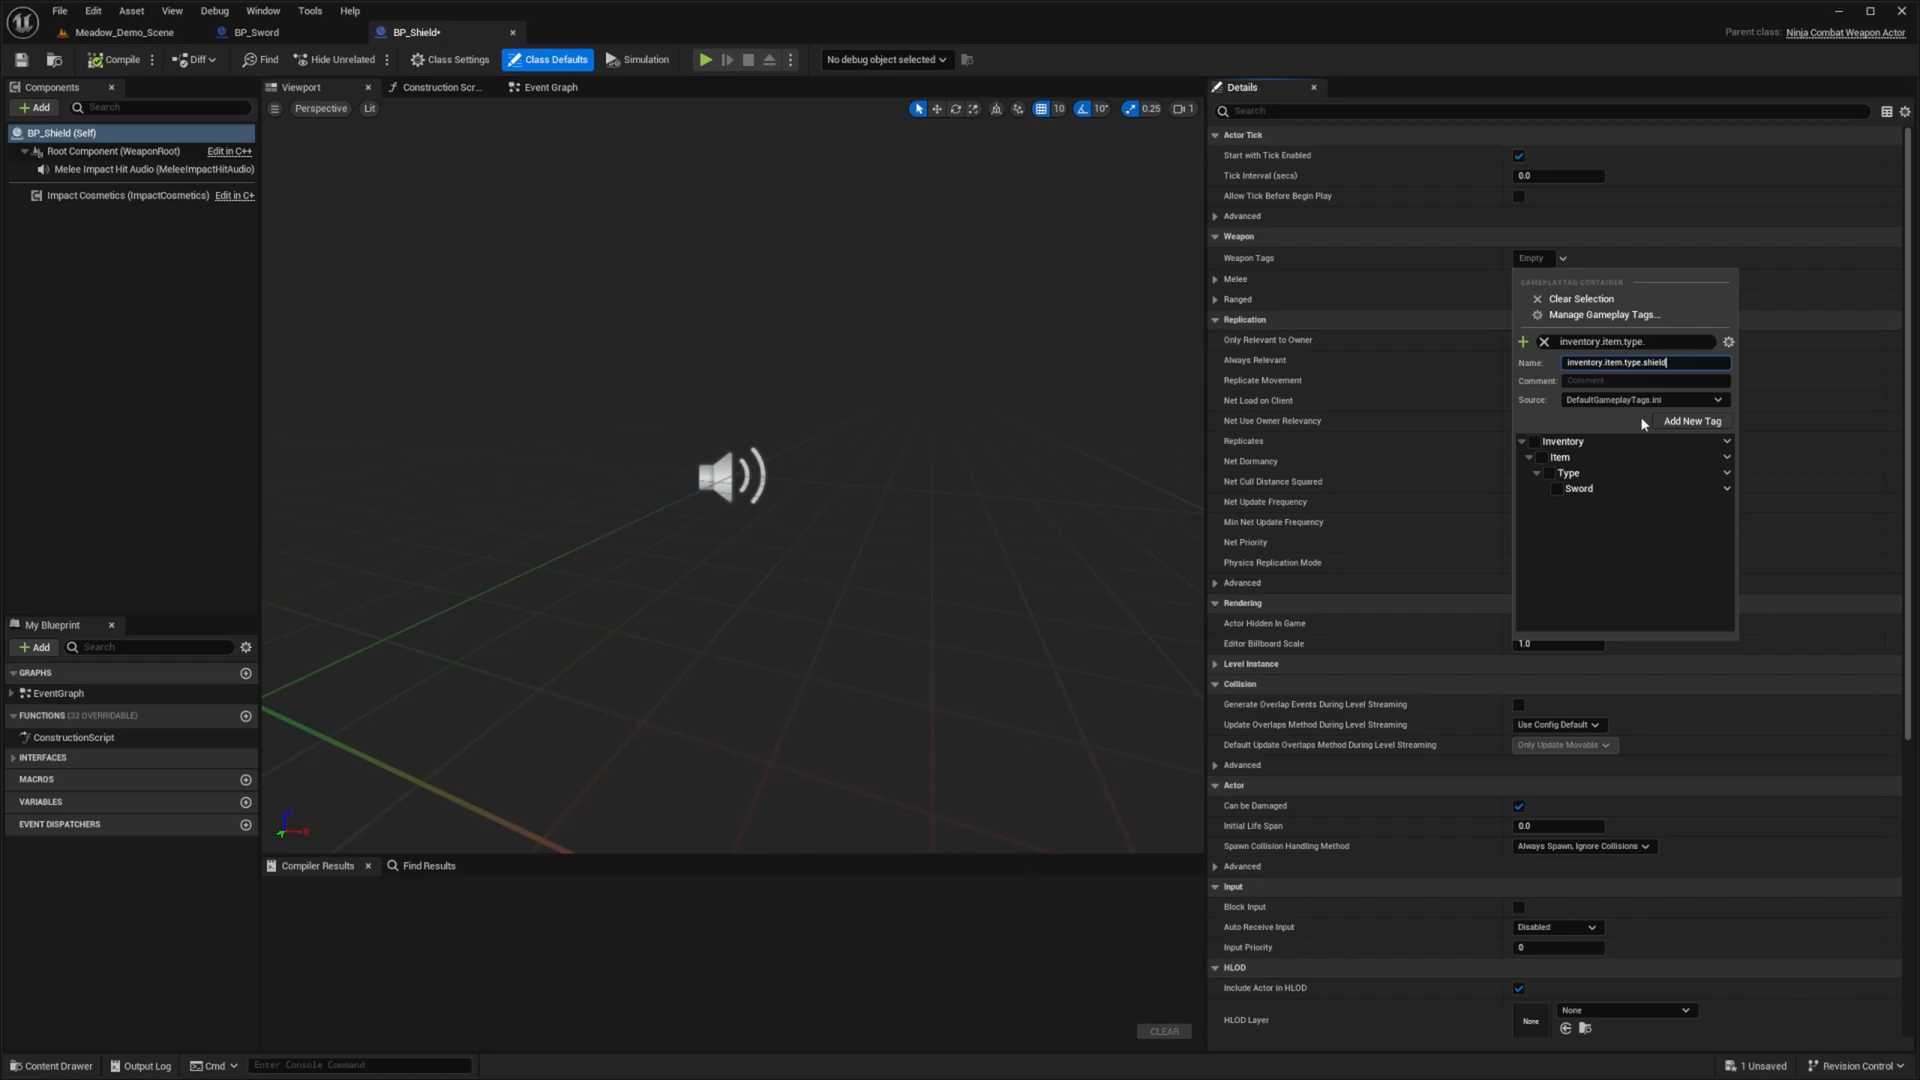 File Edit Asset View Debug Window Tools Help
Meadow_Demo_Scene BP_Sword BP_Shield*
Parent class: Ninja Combat Weapon Actor
Compile Diff Find Hide Unrelated Class Settings Class Defaults Simulation No debug object selected
Components
Add Search
BP_Shield (Self)
Root Component (WeaponRoot) Edit in C++
Melee Impact Hit Audio (MeleeImpactHitAudio)
Impact Cosmetics (ImpactCosmetics) Edit in C+
My Blueprint
Add Search
GRAPHS
EventGraph
FUNCTIONS (32 OVERRIDABLE)
ConstructionScript
INTERFACES
MACROS
VARIABLES
EVENT DISPATCHERS
Viewport Construction Scr... Event Graph
Perspective Lit
10 10° 0.25 1
Compiler Results Find Results
CLEAR
Details
Search
Actor Tick
Start with Tick Enabled
Tick Interval (secs) 0.0
Allow Tick Before Begin Play
Advanced
Weapon
Weapon Tags Empty
Melee
Ranged
Replication
Only Relevant to Owner
Always Relevant
Replicate Movement
Net Load on Client
Net Use Owner Relevancy
Replicates
Net Dormancy
Net Cull Distance Squared
Net Update Frequency
Min Net Update Frequency
Net Priority
Physics Replication Mode
Advanced
Rendering
Actor Hidden In Game
Editor Billboard Scale 1.0
Level Instance
Collision
Generate Overlap Events During Level Streaming
Update Overlaps Method During Level Streaming Use Config Default
Default Update Overlaps Method During Level Streaming Only Update Movable
Advanced
Actor
Can be Damaged
Initial Life Span 0.0
Spawn Collision Handling Method Always Spawn, Ignore Collisions
Advanced
Input
Block Input
Auto Receive Input Disabled
Input Priority 0
HLOD
Include Actor in HLOD
HLOD Layer None None
GAMEPLAYTAG CONTAINER
Clear Selection
Manage Gameplay Tags...
inventory.item.type.
Name: inventory.item.type.shield
Comment: Comment
Source: DefaultGameplayTags.ini
Add New Tag
Inventory
Item
Type
Sword
Content Drawer Output Log Cmd Enter Console Command 1 Unsaved Revision Control